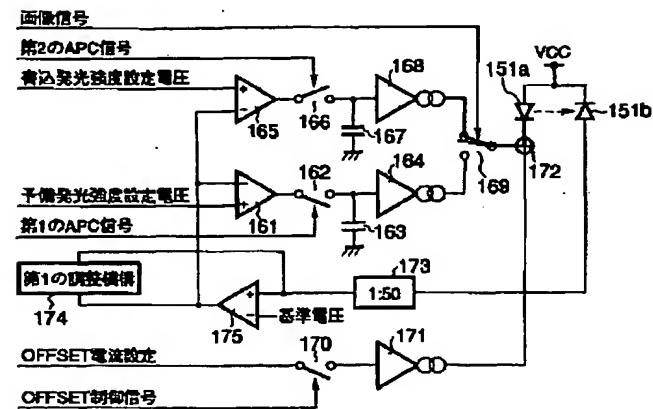 画像信号
第2のAPC信号
書込発光強度設定電圧
168
VCC
151a
151b
165
166
167
172
169
162
164
予備発光強度設定電圧
161
163
第1のAPC信号
173
第1の調整機構
1:50
174
175
基準電圧
170
171
OFFSET電流設定
OFFSET制御信号